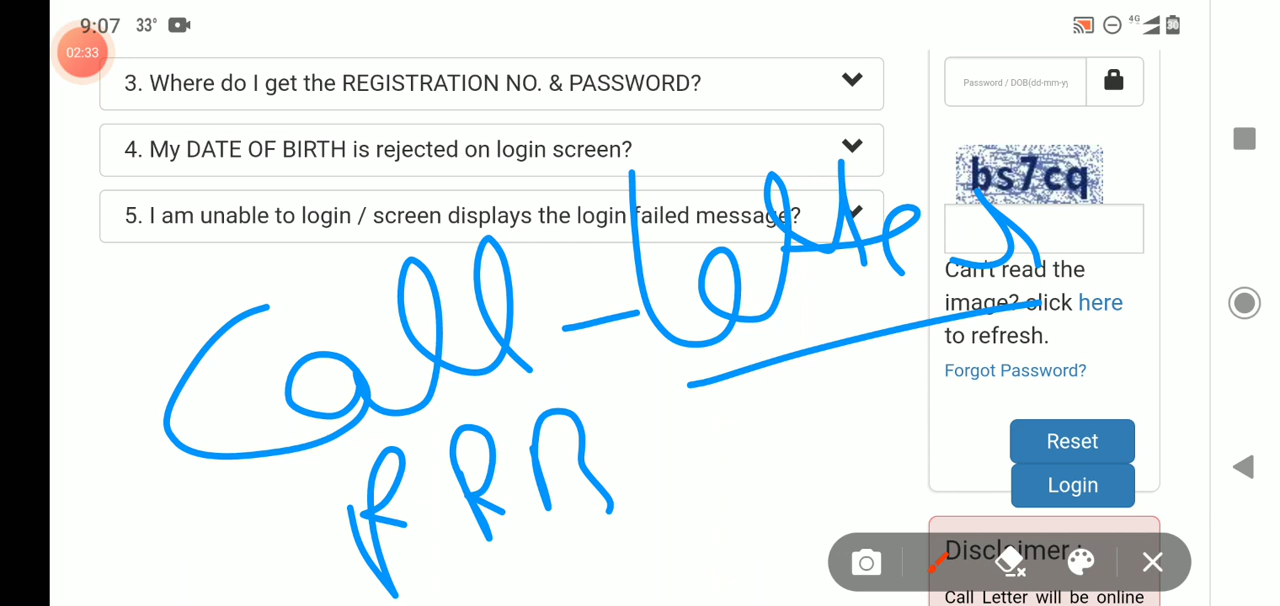 9:07 33° 4G 30
02:33
3. Where do I get the REGISTRATION NO. & PASSWORD?
4. My DATE OF BIRTH is rejected on login screen?
5. I am unable to login / screen displays the login failed message?
Call-letter
Password / DOB(dd-mm-y
bs7cq
Can't read the
image? click here
to refresh.
Forgot Password?
Reset
Login
Disclaimer :
Call Letter will be online